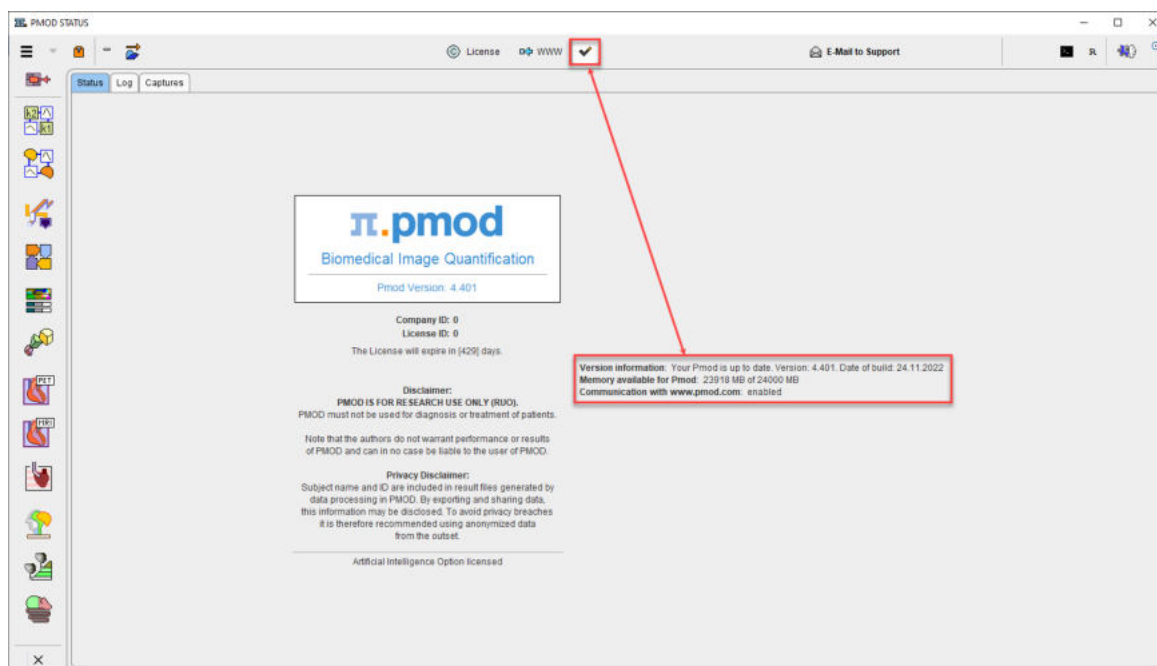 PMOD STATUS
License
WWW
E-Mail to Support
R
Status
Log
Captures
k2
k1
PET
MRI
π.pmod
Biomedical Image Quantification
Pmod Version: 4.401
Company ID: 0
License ID: 0
The License will expire in [429] days.
Version information: Your Pmod is up to date. Version: 4.401. Date of build: 24.11.2022
Memory available for Pmod: 23918 MB of 24000 MB
Communication with www.pmod.com: enabled
Disclaimer:
PMOD IS FOR RESEARCH USE ONLY (RUO).
PMOD must not be used for diagnosis or treatment of patients.
Note that the authors do not warrant performance or results
of PMOD and can in no case be liable to the user of PMOD.
Privacy Disclaimer:
Subject name and ID are included in result files generated by
data processing in PMOD. By exporting and sharing data,
this information may be disclosed. To avoid privacy breaches
it is therefore recommended using anonymized data
from the outset.
Artificial Intelligence Option licensed